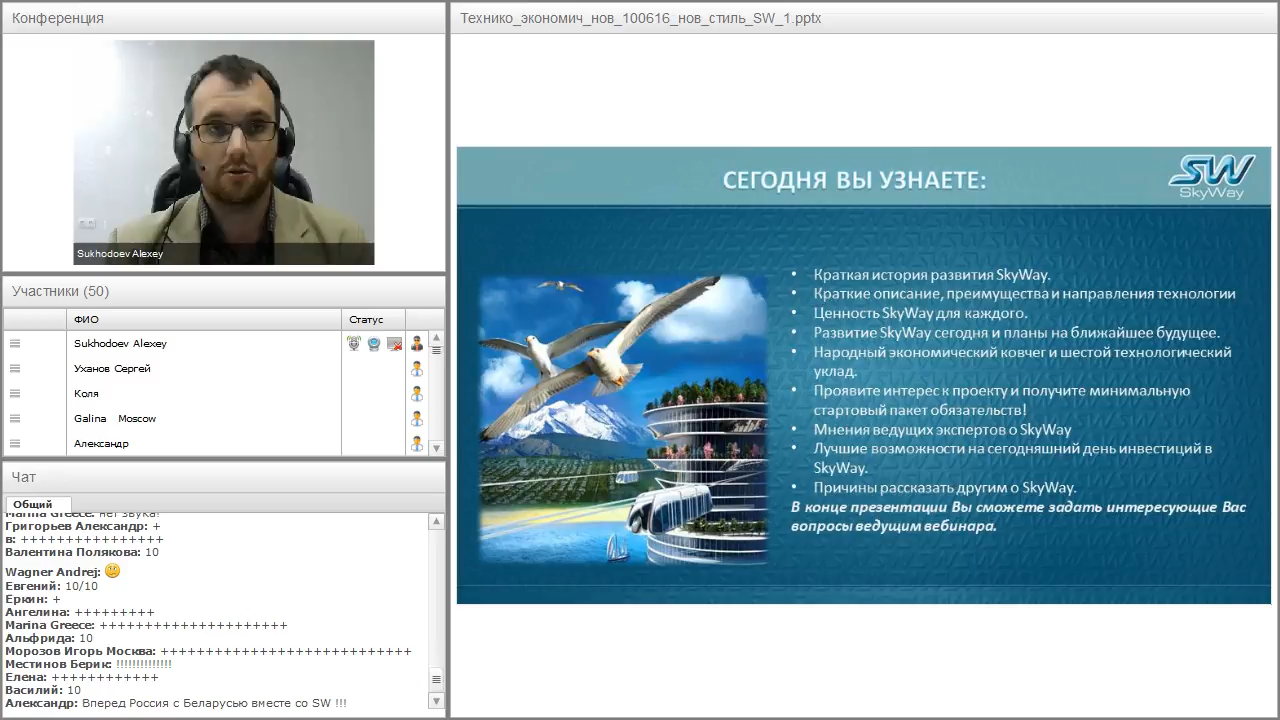 Конференция
Sukhodoev Alexey
Участники (50)
ФИО
Статус
Sukhodoev Alexey
Уханов Сергей
Коля
Galina Moscow
Александр
Чат
Общий
Marina Greece: нет звука!
Григорьев Александр: +
в: ++++++++++++++++
Валентина Полякова: 10
Wagner Andrej:
Евгений: 10/10
Еркин: +
Ангелина: +++++++++
Marina Greece: +++++++++++++++++++++
Альфрида: 10
Морозов Игорь Москва: ++++++++++++++++++++++++++++
Местинов Берик: !!!!!!!!!!!!!!
Елена: ++++++++++++
Василий: 10
Александр: Вперед Россия с Беларусью вместе со SW !!!
Технико_экономич_нов_100616_нов_стиль_SW_1.pptx
СЕГОДНЯ ВЫ УЗНАЕТЕ:
SW
SkyWay
• Краткая история развития SkyWay.
• Краткие описание, преимущества и направления технологии
• Ценность SkyWay для каждого.
• Развитие SkyWay сегодня и планы на ближайшее будущее.
• Народный экономический ковчег и шестой технологический
уклад.
• Проявите интерес к проекту и получите минимальную
стартовый пакет обязательств!
• Мнения ведущих экспертов о SkyWay
• Лучшие возможности на сегодняшний день инвестиций в
SkyWay.
• Причины рассказать другим о SkyWay.
В конце презентации Вы сможете задать интересующие Вас
вопросы ведущим вебинара.